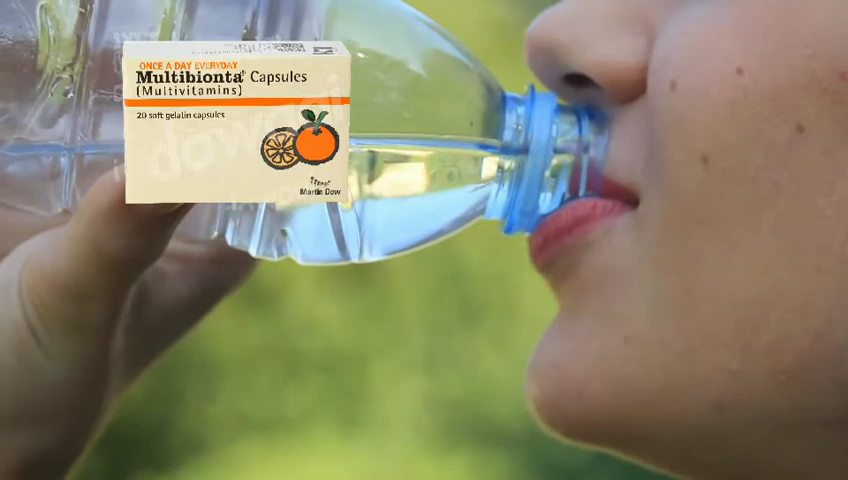 ONCE A DAY EVERYDAY
Multibionta® Capsules
(Multivitamins)
20 soft gelatin capsules
Martin Dow